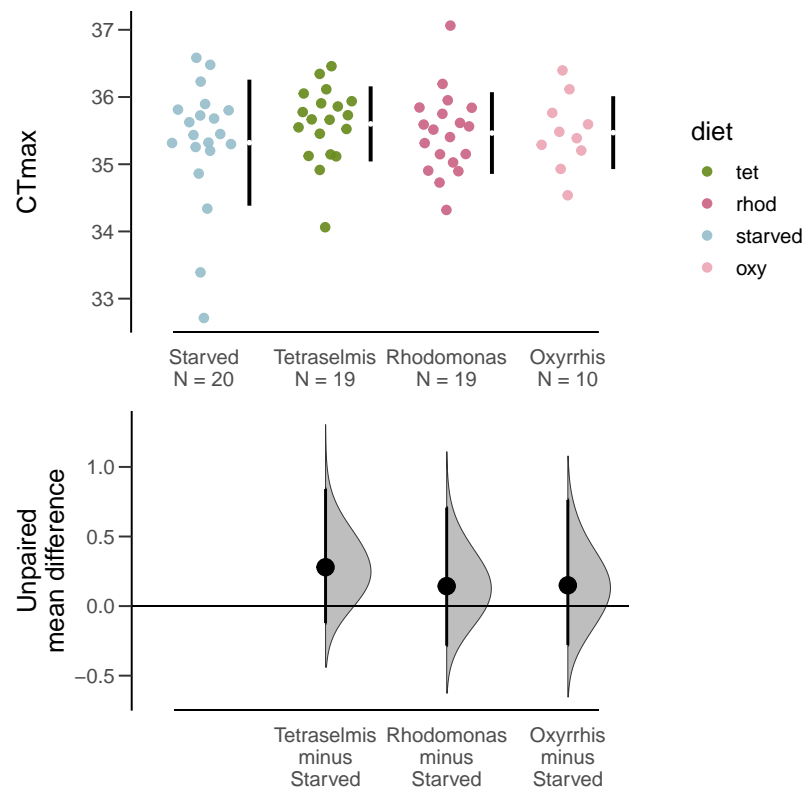 37
36
35
34
33
CTmax
Starved
N = 20
Tetraselmis
N = 19
Rhodomonas
N = 19
Oxyrrhis
N = 10
diet
tet
rhod
starved
oxy
1.0
0.5
0.0
−0.5
Unpaired
mean difference
Tetraselmis
minus
Starved
Rhodomonas
minus
Starved
Oxyrrhis
minus
Starved